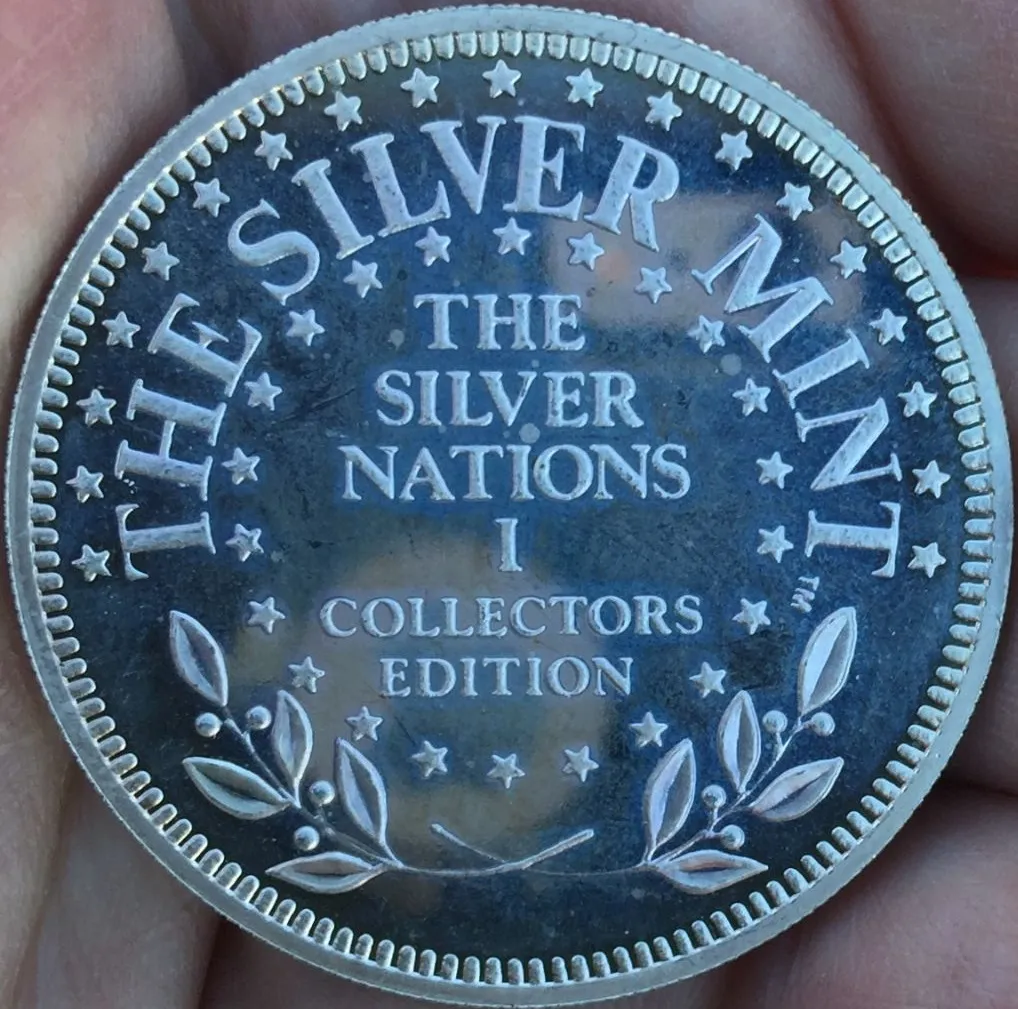 THE SILVER MINT
TM
THE
SILVER
NATIONS
I
COLLECTORS
EDITION